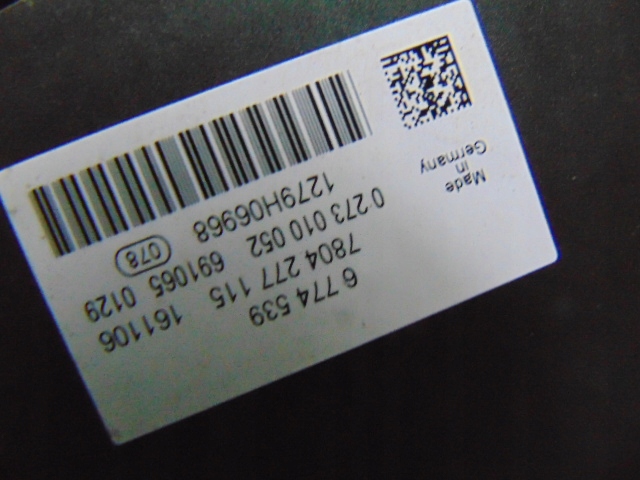 6 774 539
7804 277 115 161106
0 273 010 052 691065 0129
1279H06968 078
Made
in
Germany